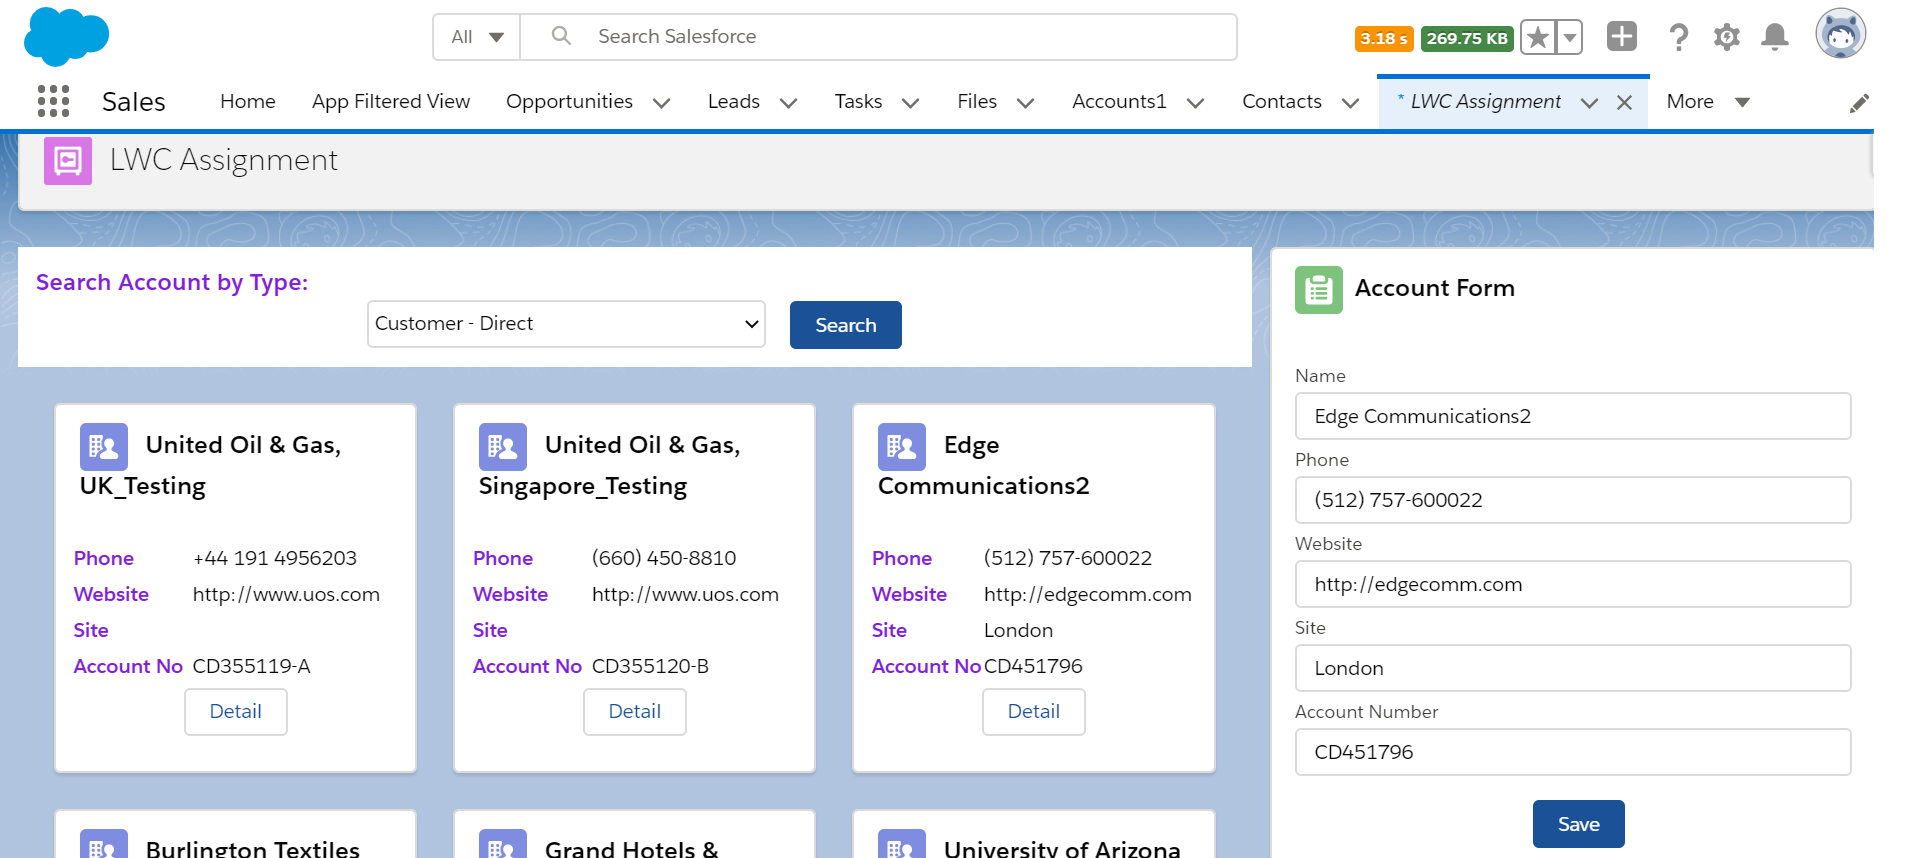 All
Search Salesforce
3.18 s
269.75 KB
Sales
Home
App Filtered View
Opportunities
Leads
Tasks
Files
Accounts1
Contacts
* LWC Assignment
More
LWC Assignment
Search Account by Type:
Customer - Direct
Search
United Oil & Gas,
UK_Testing
Phone +44 191 4956203
Website http://www.uos.com
Site
Account No CD355119-A
Detail
United Oil & Gas,
Singapore_Testing
Phone (660) 450-8810
Website http://www.uos.com
Site
Account No CD355120-B
Detail
Edge
Communications2
Phone (512) 757-600022
Website http://edgecomm.com
Site London
Account No CD451796
Detail
Burlington Textiles
Grand Hotels &
University of Arizona
Account Form
Name
Edge Communications2
Phone
(512) 757-600022
Website
http://edgecomm.com
Site
London
Account Number
CD451796
Save